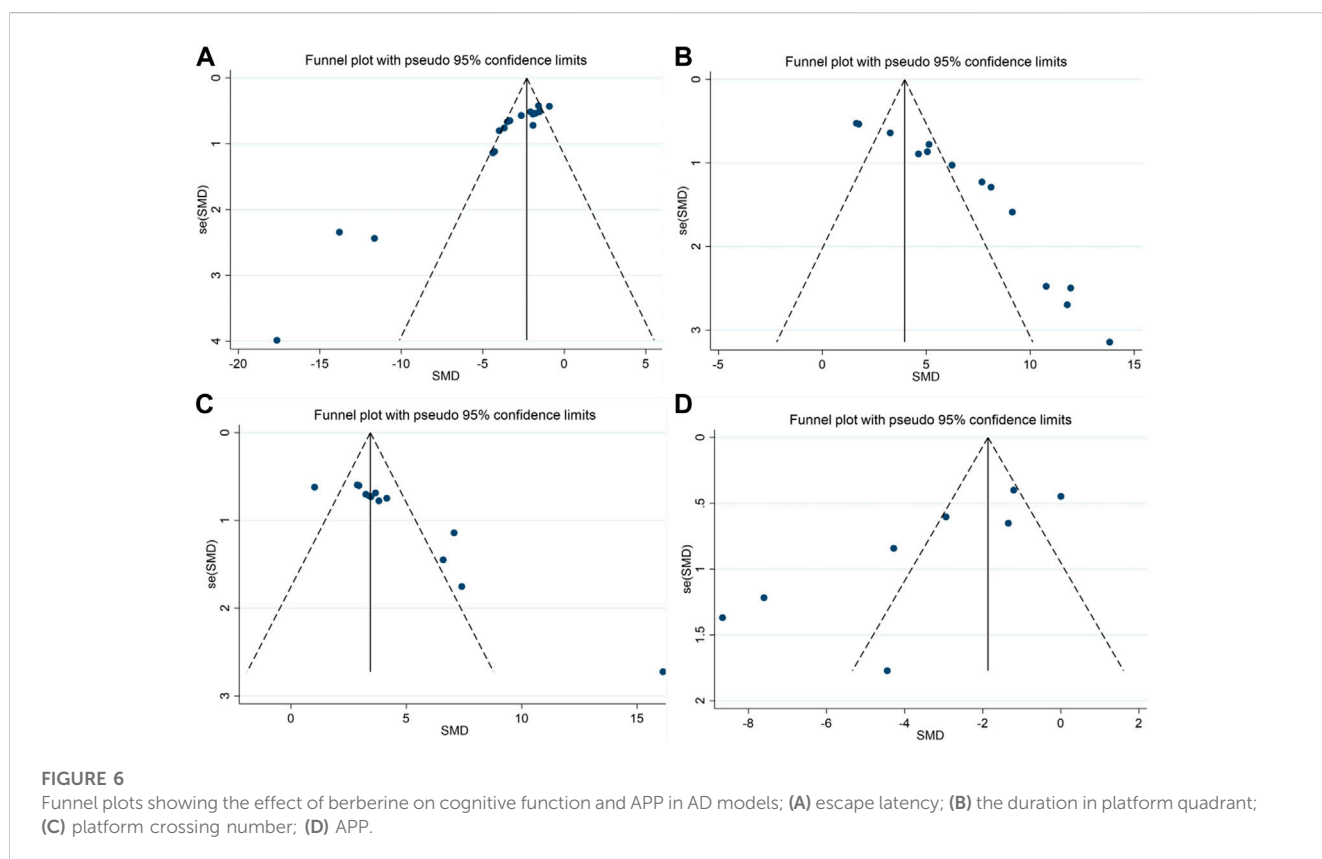 A
Funnel plot with pseudo 95% confidence limits
0
1
2
3
4
se(SMD)
-20
-15
-10
-5
0
5
SMD
B
Funnel plot with pseudo 95% confidence limits
0
1
2
3
se(SMD)
-5
0
5
10
15
SMD
C
Funnel plot with pseudo 95% confidence limits
0
1
2
3
se(SMD)
0
5
10
15
SMD
D
Funnel plot with pseudo 95% confidence limits
0
.5
1
1.5
2
se(SMD)
-8
-6
-4
-2
0
2
SMD
FIGURE 6
Funnel plots showing the effect of berberine on cognitive function and APP in AD models; (A) escape latency; (B) the duration in platform quadrant;
(C) platform crossing number; (D) APP.